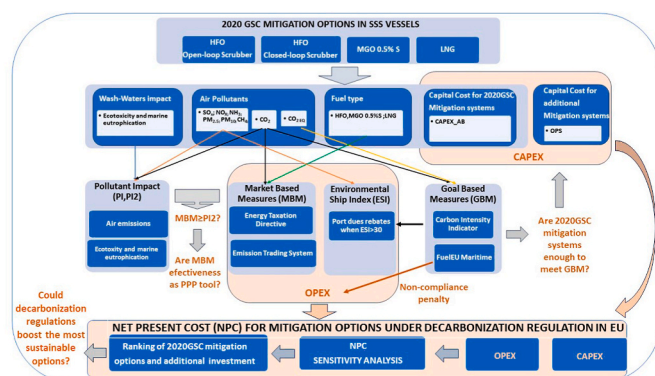 2020 GSC MITIGATION OPTIONS IN SSS VESSELS
HFO
Open-loop Scrubber
HFO
Closed-loop Scrubber
MGO 0.5% S
LNG
Wash-Waters impact
• Ecotoxicity and marine
eutrophication
Air Pollutants
• SOx; NOx; NH3;
PM2.5; PM10; CH4
• CO2
• CO2 EQ
Fuel type
• HFO,MGO 0.5%S ;LNG
Capital Cost for 2020GSC
Mitigation systems
• CAPEX_AB
Capital Cost for
additional
Mitigation systems
• OPS
CAPEX
Pollutant Impact
(PI,PI2)
Air emissions
Ecotoxicty and marine
eutrophication
MBM≥PI2?
Are MBM
efectiveness
as PPP tool?
Market Based
Measures (MBM)
Energy Taxation
Directive
Emission Trading System
Environmental
Ship Index (ESI)
Port dues rebates
when ESI>30
OPEX
Goal Based
Measures (GBM)
Carbon Intensity
Indicator
FuelEU Maritime
Non-compliance
penalty
Are 2020GSC
mitigation
systems
enough to
meet GBM?
Could
decarbonization
regulations
boost the most
sustainable
options?
NET PRESENT COST (NPC) FOR MITIGATION OPTIONS UNDER DECARBONIZATION REGULATION IN EU
Ranking of 2020GSC mitigation
options and additional investment
NPC
SENSITIVITY ANALYSIS
OPEX
CAPEX